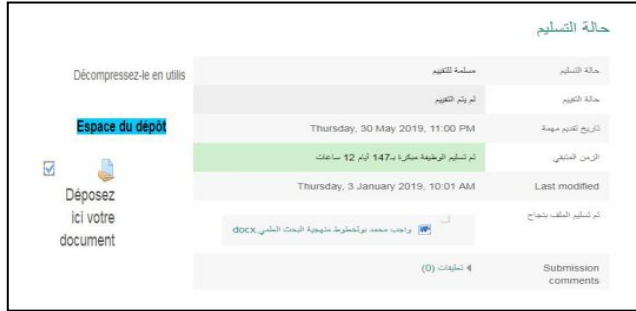 حالة التسليم
حالة التسليم مسلمة للتقييم
حالة التقييم لم يتم التقييم
تاريخ تقديم مهمة Thursday, 30 May 2019, 11:00 PM
الزمن المتبقي تم تسليم الوظيفة مبكرة بـ147 أيام 12 ساعات
Last modified Thursday, 3 January 2019, 10:01 AM
تم تسليم الملف بنجاح
واجب محمد بولخطوط منهجية البحث العلمي.docx
Submission
comments
تعليقات (0)
Décompressez-le en utilis
Espace du dépôt
Déposez
ici votre
document